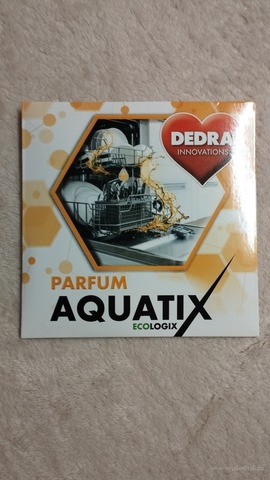 DEDRA
INNOVATIONS
PARFUM
AQUATIX
ECOLOGIX